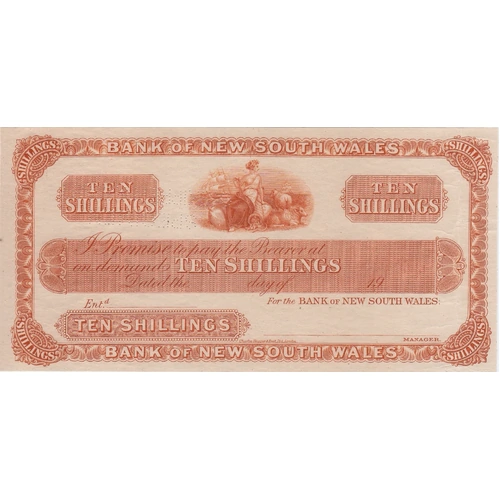 BANK OF NEW SOUTH WALES
SHILLINGS SHILLINGS
TEN SHILLINGS
TEN SHILLINGS
I Promise to pay the Bearer at
on demand TEN SHILLINGS
Dated the day of 19
Ent.d For the BANK OF NEW SOUTH WALES:
TEN SHILLINGS
MANAGER.
SHILLINGS SHILLINGS
BANK OF NEW SOUTH WALES